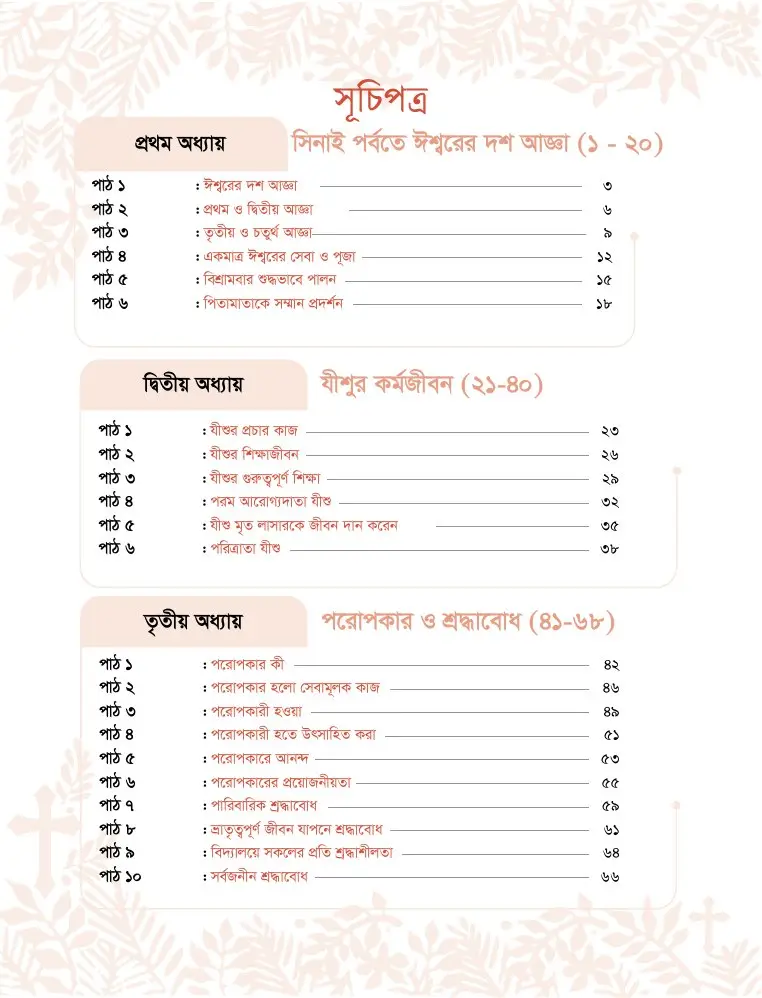 সূচিপত্র
প্রথম অধ্যায় সিনাই পর্বতে ঈশ্বরের দশ আজ্ঞা (১ - ২০)
পাঠ ১ : ঈশ্বরের দশ আজ্ঞা ৩
পাঠ ২ : প্রথম ও দ্বিতীয় আজ্ঞা ৬
পাঠ ৩ : তৃতীয় ও চতুর্থ আজ্ঞা ৯
পাঠ ৪ : একমাত্র ঈশ্বরের সেবা ও পূজা ১২
পাঠ ৫ : বিশ্রামবার শুদ্ধভাবে পালন ১৫
পাঠ ৬ : পিতামাতাকে সম্মান প্রদর্শন ১৮
দ্বিতীয় অধ্যায় যীশুর কর্মজীবন (২১-৪০)
পাঠ ১ : যীশুর প্রচার কাজ ২৩
পাঠ ২ : যীশুর শিক্ষাজীবন ২৬
পাঠ ৩ : যীশুর গুরুত্বপূর্ণ শিক্ষা ২৯
পাঠ ৪ : পরম আরোগ্যদাতা যীশু ৩২
পাঠ ৫ : যীশু মৃত লাসারকে জীবন দান করেন ৩৫
পাঠ ৬ : পরিত্রাতা যীশু ৩৮
তৃতীয় অধ্যায় পরোপকার ও শ্রদ্ধাবোধ (৪১-৬৮)
পাঠ ১ : পরোপকার কী ৪২
পাঠ ২ : পরোপকার হলো সেবামূলক কাজ ৪৬
পাঠ ৩ : পরোপকারী হওয়া ৪৯
পাঠ ৪ : পরোপকারী হতে উৎসাহিত করা ৫১
পাঠ ৫ : পরোপকারে আনন্দ ৫৩
পাঠ ৬ : পরোপকারের প্রয়োজনীয়তা ৫৫
পাঠ ৭ : পারিবারিক শ্রদ্ধাবোধ ৫৯
পাঠ ৮ : ভ্রাতৃত্বপূর্ণ জীবন যাপনে শ্রদ্ধাবোধ ৬১
পাঠ ৯ : বিদ্যালয়ে সকলের প্রতি শ্রদ্ধাশীলতা ৬৪
পাঠ ১০ : সর্বজনীন শ্রদ্ধাবোধ ৬৬